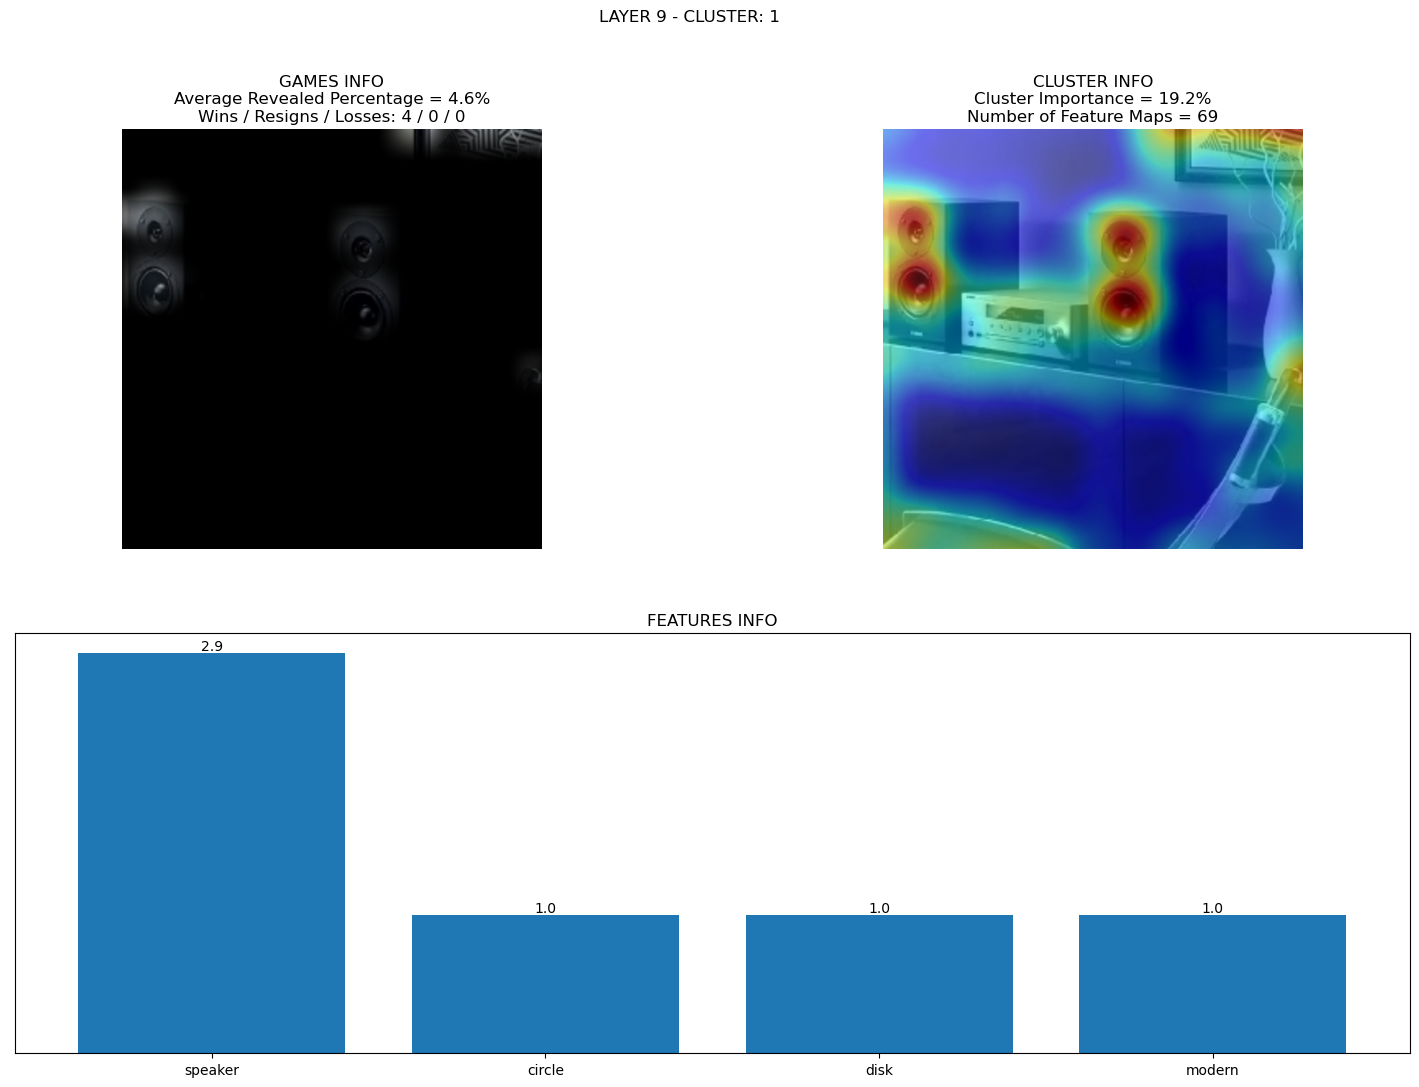 LAYER 9 - CLUSTER: 1
GAMES INFO
Average Revealed Percentage = 4.6%
Wins / Resigns / Losses: 4 / 0 / 0
CLUSTER INFO
Cluster Importance = 19.2%
Number of Feature Maps = 69
FEATURES INFO
2.9
1.0
1.0
1.0
speaker
circle
disk
modern